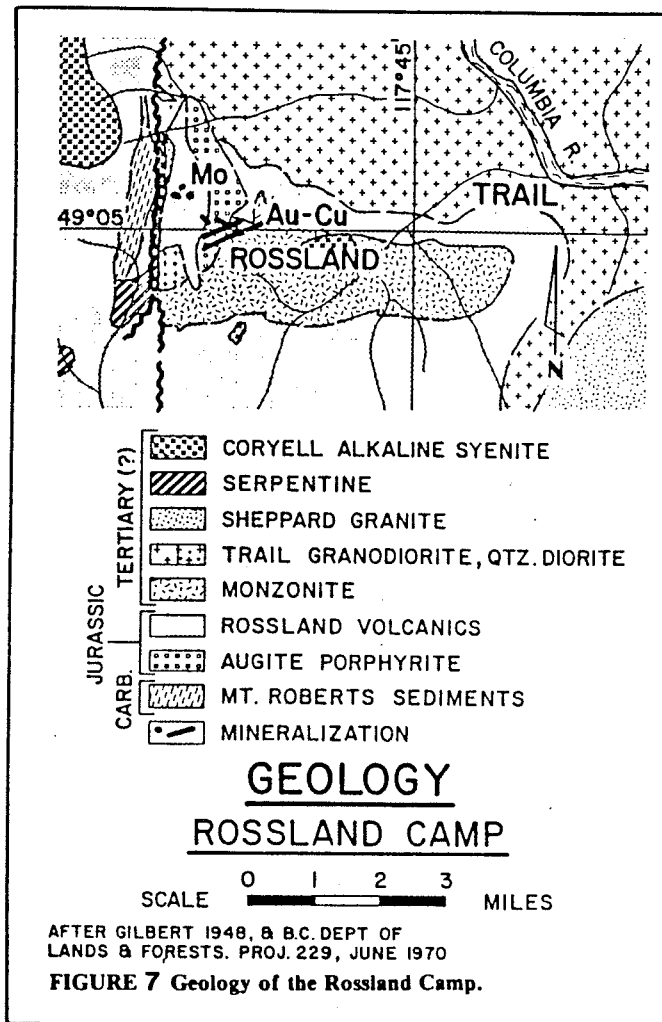 117°45'
COLUMBIA R.
Mo
TRAIL
49°05
Au-Cu
ROSSLAND
N
TERTIARY (?)
JURASSIC
CARB.
CORYELL ALKALINE SYENITE
SERPENTINE
SHEPPARD GRANITE
TRAIL GRANODIORITE, QTZ. DIORITE
MONZONITE
ROSSLAND VOLCANICS
AUGITE PORPHYRITE
MT. ROBERTS SEDIMENTS
MINERALIZATION
GEOLOGY
ROSSLAND CAMP
SCALE 0 1 2 3 MILES
AFTER GILBERT 1948, & B.C. DEPT OF
LANDS & FORESTS. PROJ. 229, JUNE 1970
FIGURE 7 Geology of the Rossland Camp.